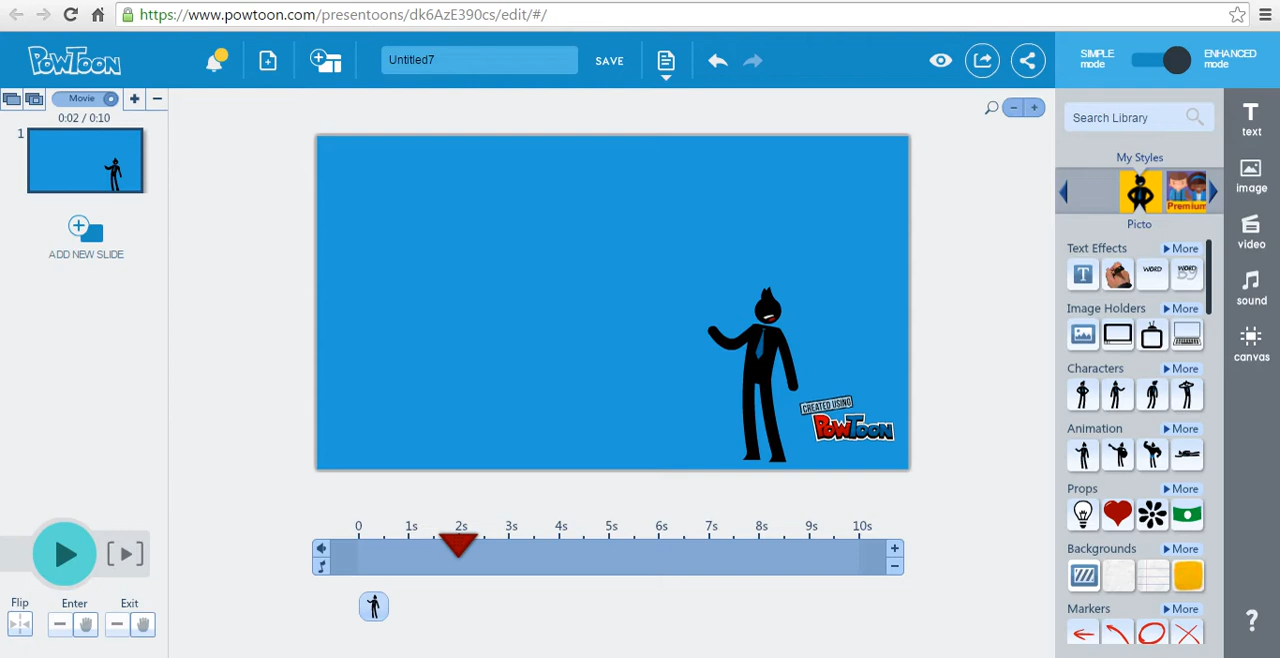 https://www.powtoon.com/presentoons/dk6AzE390cs/edit/#/
POWTOON
Untitled7
SAVE
SIMPLE mode
ENHANCED mode
Movie
0:02 / 0:10
1
ADD NEW SLIDE
CREATED USING
POWTOON
0 1s 2s 3s 4s 5s 6s 7s 8s 9s 10s
Flip Enter Exit
Search Library
My Styles
Premium
Picto
Text Effects More
T WORD
Image Holders More
Characters More
Animation More
Props More
Backgrounds More
Markers More
T
text
image
video
sound
canvas
?